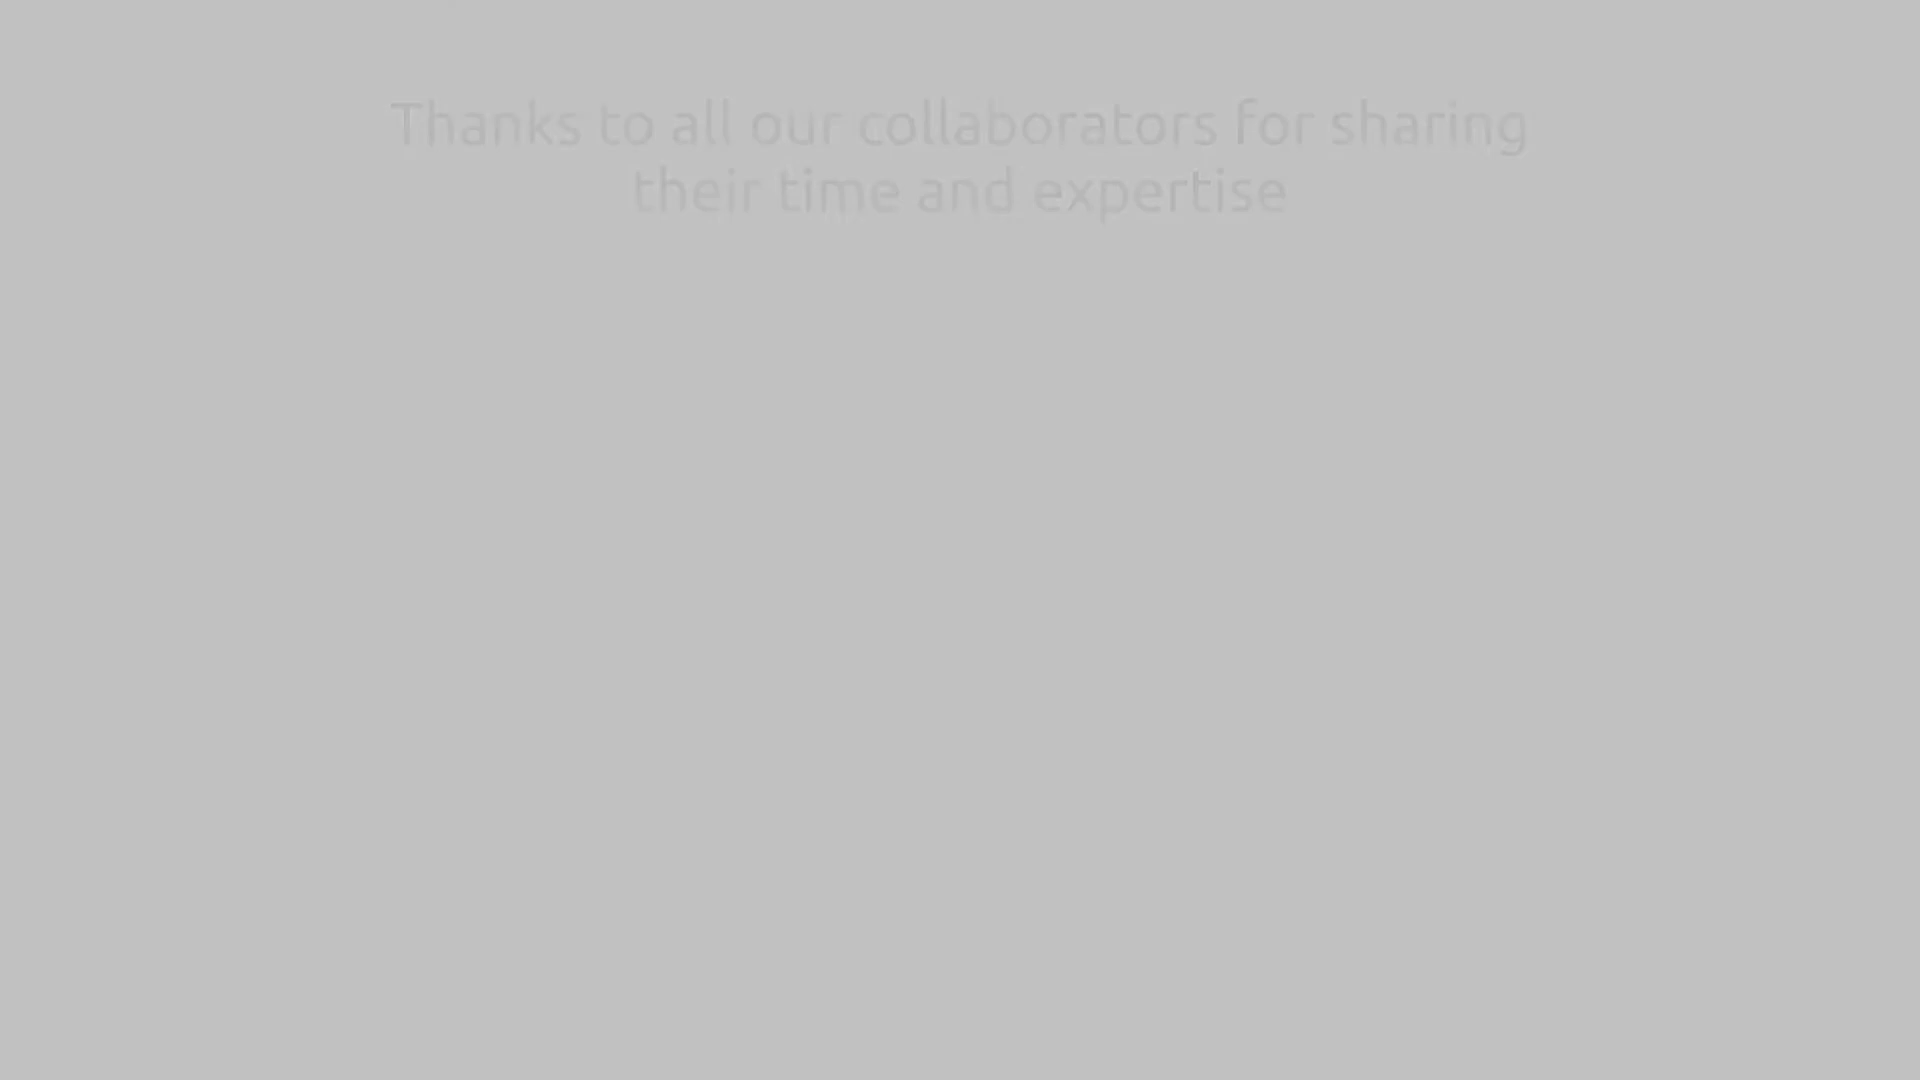 Thanks to all our collaborators for sharing
their time and expertise